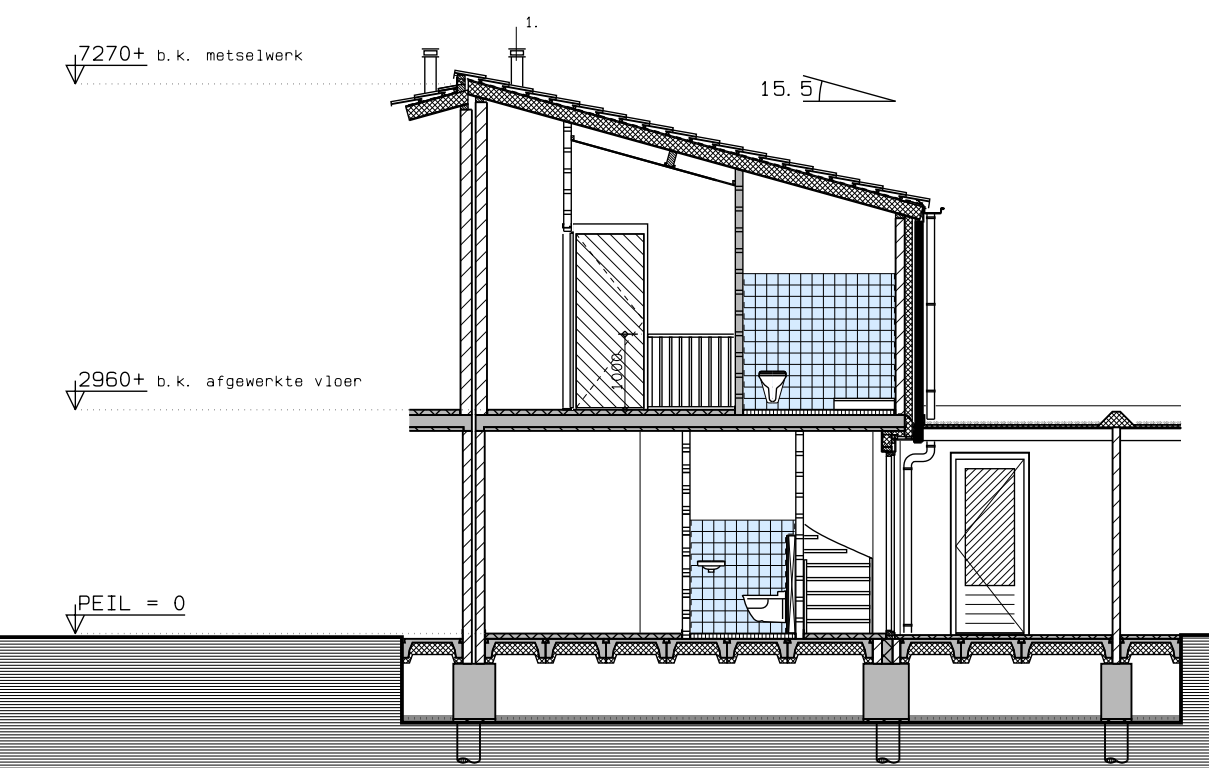 1.
7270+ b.k. metselwerk
15.5
1000
2960+ b.k. afgewerkte vloer
PEIL = 0